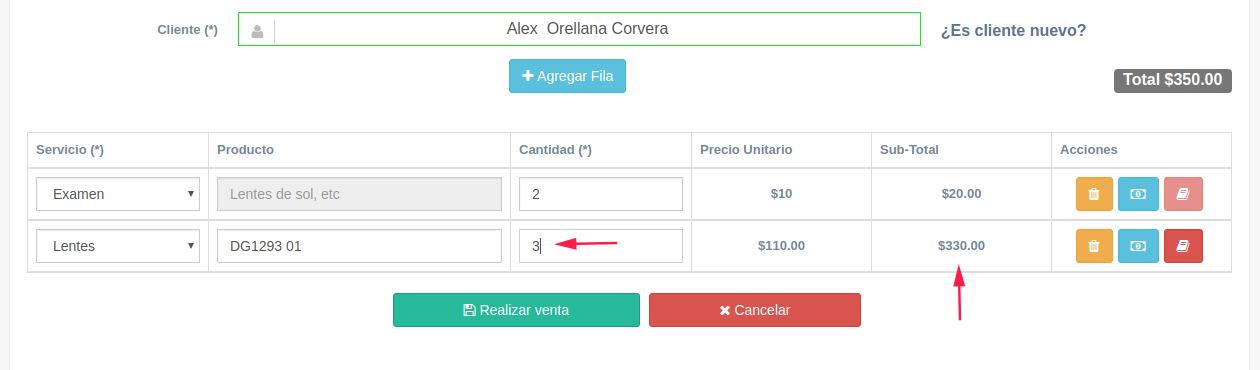 Cliente (*) Alex Orellana Corvera ¿Es cliente nuevo?
Agregar Fila
Total $350.00
Servicio (*) Producto Cantidad (*) Precio Unitario Sub-Total Acciones
Examen Lentes de sol, etc 2 $10 $20.00
Lentes DG1293 01 3 $110.00 $330.00
Realizar venta Cancelar